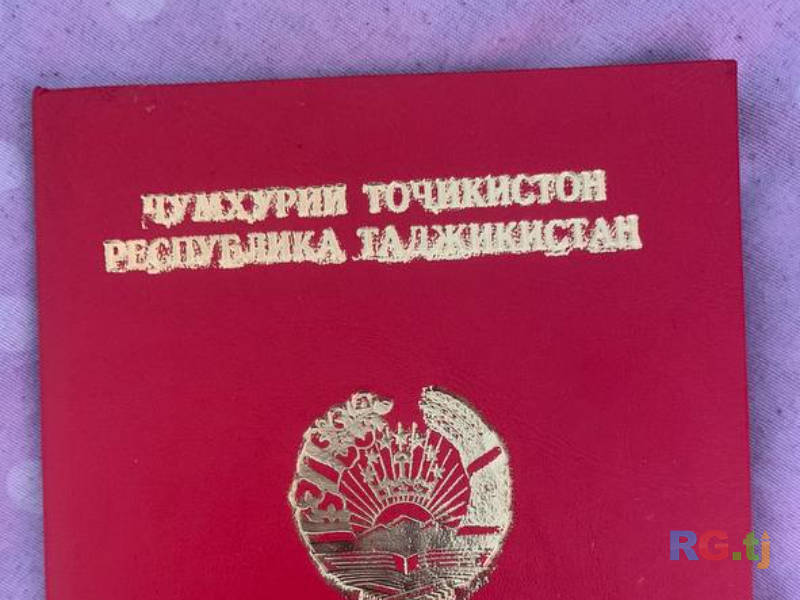 ҶУМҲУРИИ ТОҶИКИСТОН
РЕСПУБЛИКА ТАДЖИКИСТАН
RG.tj